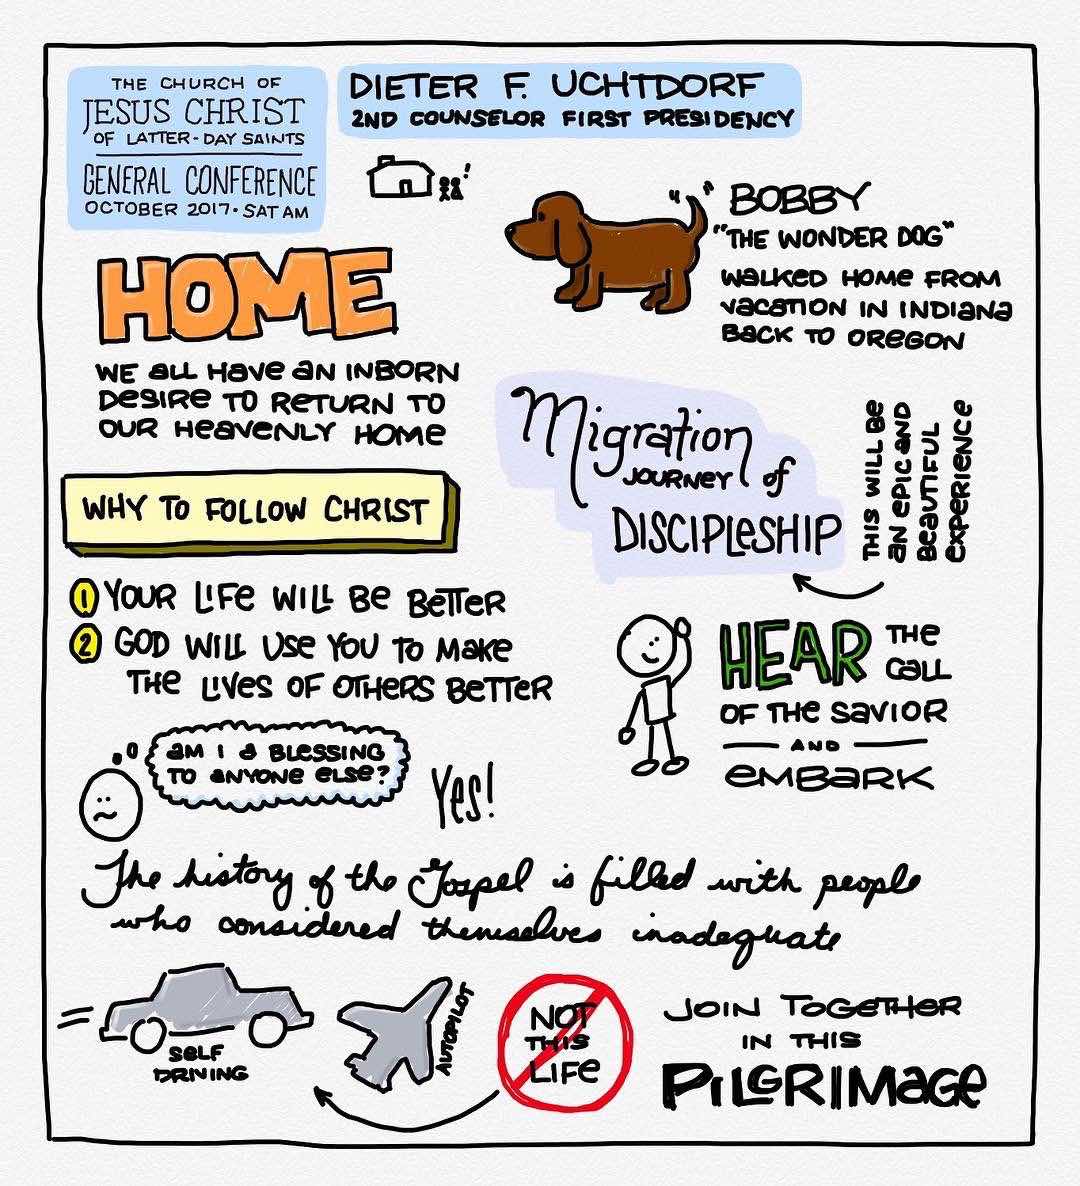 THE CHURCH OF
JESUS CHRIST
OF LATTER-DAY SAINTS
GENERAL CONFERENCE
OCTOBER 2017 • SAT AM
DIETER F. UCHTDORF
2ND COUNSELOR FIRST PRESIDENCY
BOBBY
"THE WONDER DOG"
WALKED HOME FROM
VACATION IN INDIANA
BACK TO OREGON
HOME
WE ALL HAVE AN INBORN
DESIRE TO RETURN TO
OUR HEAVENLY HOME
Migration
JOURNEY of
DISCIPLESHIP
THIS WILL BE
AN EPIC AND
BEAUTIFUL
EXPERIENCE
WHY TO FOLLOW CHRIST
1 YOUR LIFE WILL BE BETTER
2 GOD WILL USE YOU TO MAKE
THE LIVES OF OTHERS BETTER
HEAR THE
CALL
OF THE SAVIOR
AND
EMBARK
AM I A BLESSING
TO ANYONE ELSE?
YES!
The history of the Gospel is filled with people
who considered themselves inadequate
SELF
DRIVING
AUTOPILOT
NOT
THIS
LIFE
JOIN TOGETHER
IN THIS
PILGRIMAGE